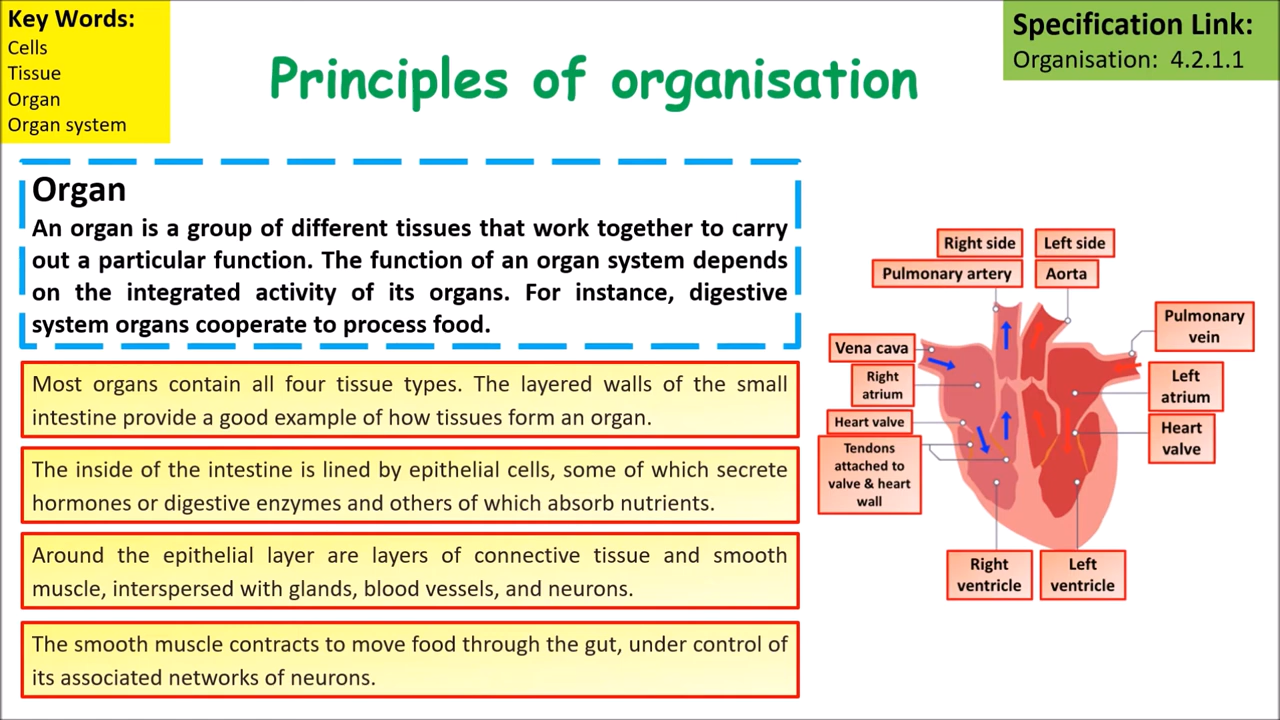 Key Words:
Cells
Tissue
Organ
Organ system
Principles of organisation
Specification Link:
Organisation: 4.2.1.1
Organ
An organ is a group of different tissues that work together to carry
out a particular function. The function of an organ system depends
on the integrated activity of its organs. For instance, digestive
system organs cooperate to process food.
Most organs contain all four tissue types. The layered walls of the small
intestine provide a good example of how tissues form an organ.
The inside of the intestine is lined by epithelial cells, some of which secrete
hormones or digestive enzymes and others of which absorb nutrients.
Around the epithelial layer are layers of connective tissue and smooth
muscle, interspersed with glands, blood vessels, and neurons.
The smooth muscle contracts to move food through the gut, under control of
its associated networks of neurons.
Right side
Left side
Pulmonary artery
Aorta
Pulmonary
vein
Vena cava
Right
atrium
Left
atrium
Heart valve
Heart
valve
Tendons
attached to
valve & heart
wall
Right
ventricle
Left
ventricle